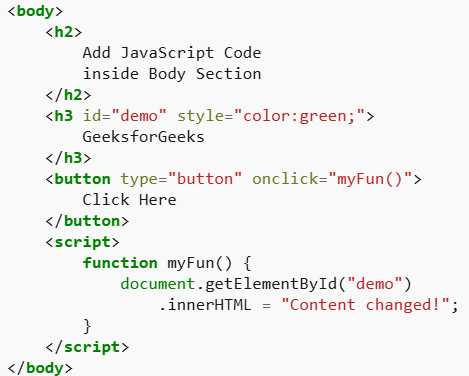 <body>
    <h2>
        Add JavaScript Code
        inside Body Section
    </h2>
    <h3 id="demo" style="color:green;">
        GeeksforGeeks
    </h3>
    <button type="button" onclick="myFun()">
        Click Here
    </button>
    <script>
        function myFun() {
            document.getElementById("demo")
                .innerHTML = "Content changed!";
        }
    </script>
</body>